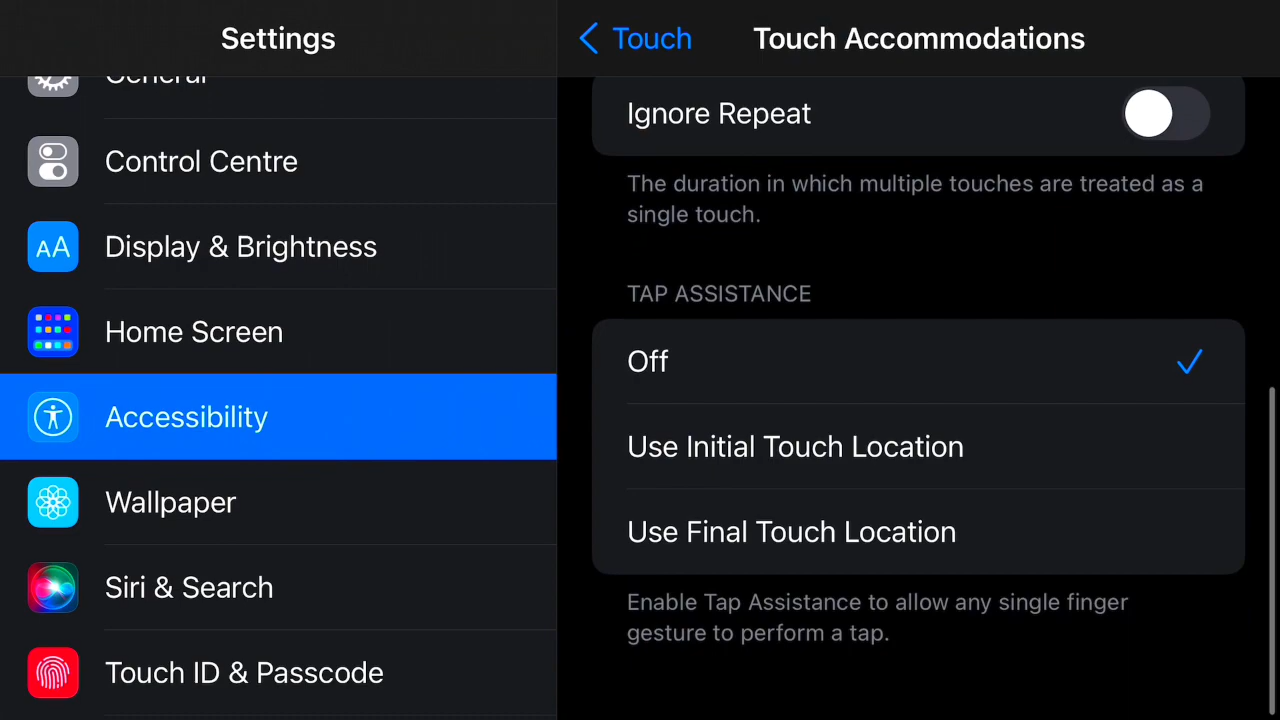 Settings
General
Control Centre
AA Display & Brightness
Home Screen
Accessibility
Wallpaper
Siri & Search
Touch ID & Passcode
Touch
Touch Accommodations
Ignore Repeat
The duration in which multiple touches are treated as a
single touch.
TAP ASSISTANCE
Off
Use Initial Touch Location
Use Final Touch Location
Enable Tap Assistance to allow any single finger
gesture to perform a tap.